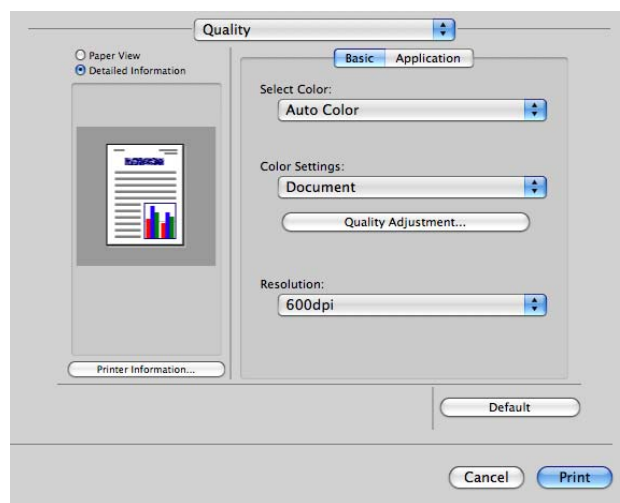 Quality
Paper View
Detailed Information
Basic Application
Select Color:
Auto Color
Color Settings:
Document
Quality Adjustment...
Resolution:
600dpi
Printer Information...
Default
Cancel Print